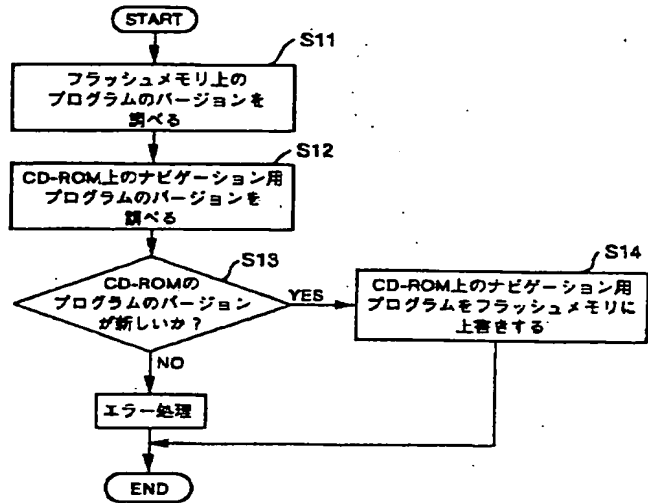 START
S11
フラッシュメモリ上の
プログラムのバージョンを
調べる
S12
CD-ROM上のナビゲーション用
プログラムのバージョンを
調べる
S13
CD-ROMの
プログラムのバージョン
が新しいか？
YES
S14
CD-ROM上のナビゲーション用
プログラムをフラッシュメモリに
上書きする
NO
エラー処理
END